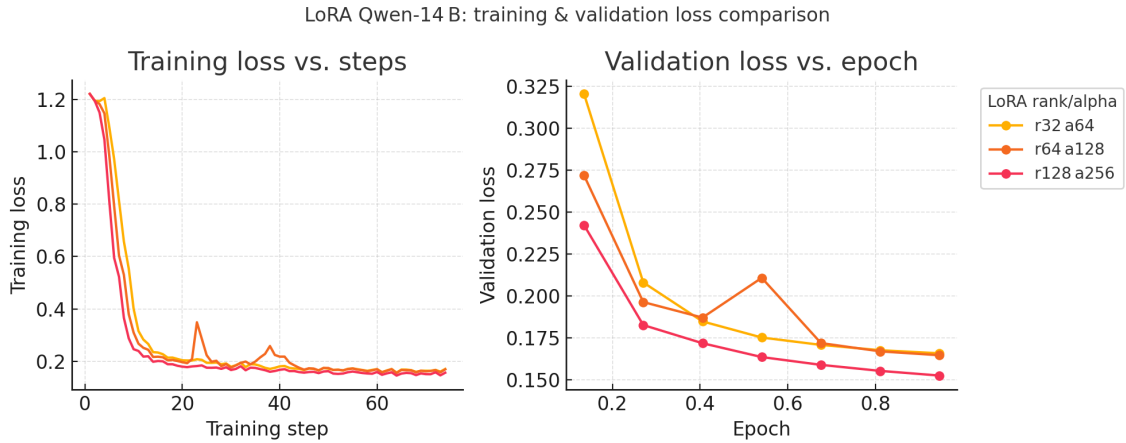 LoRA Qwen-14 B: training & validation loss comparison
Training loss vs. steps
1.2
1.0
0.8
0.6
0.4
0.2
Training loss
0 20 40 60
Training step
Validation loss vs. epoch
0.325
0.300
0.275
0.250
0.225
0.200
0.175
0.150
Validation loss
0.2 0.4 0.6 0.8
Epoch
LoRA rank/alpha
r32 a64
r64 a128
r128 a256